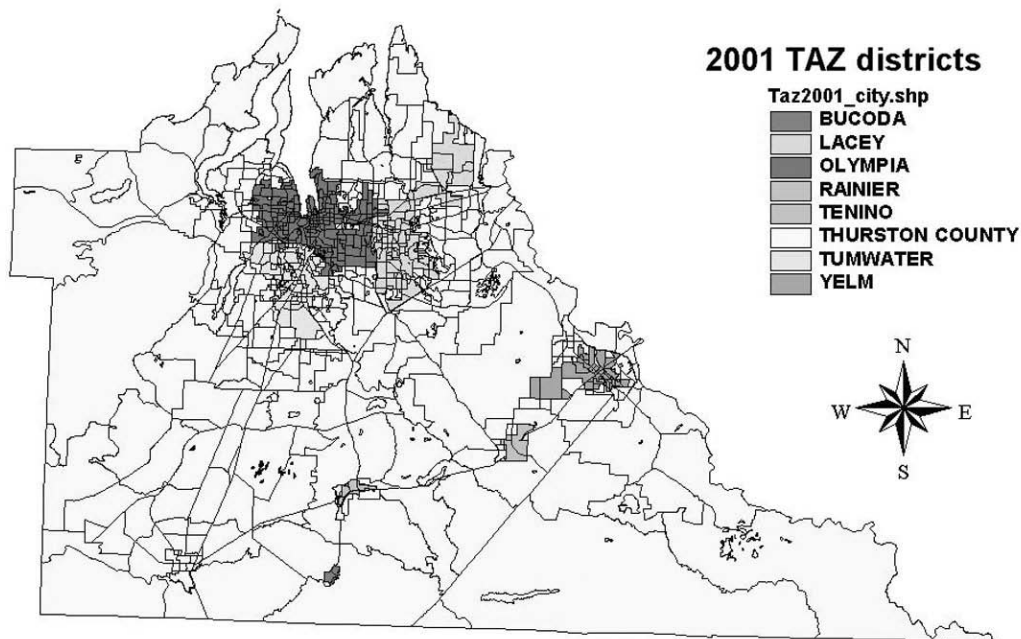 2001 TAZ districts
Taz2001_city.shp
BUCODA
LACEY
OLYMPIA
RAINIER
TENINO
THURSTON COUNTY
TUMWATER
YELM
N
W E
S